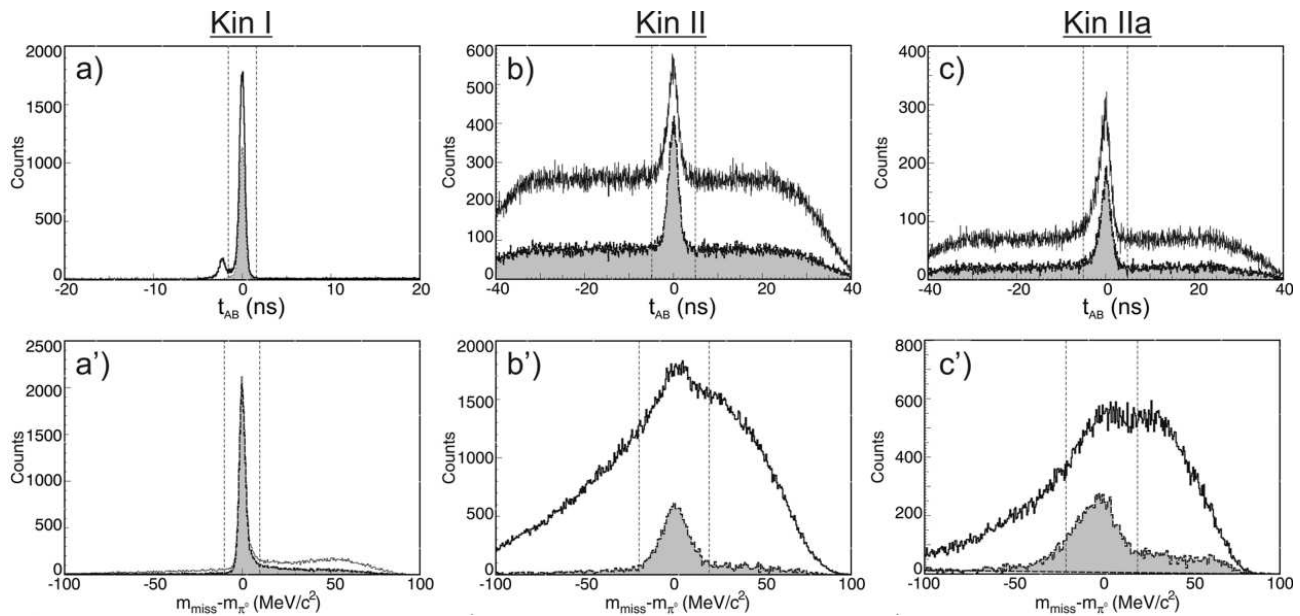 Kin I
Kin II
Kin IIa
a)
Counts
2000
1500
1000
500
0
-20 -10 0 10 20
t_AB (ns)
b)
Counts
600
500
400
300
200
100
0
-40 -20 0 20 40
t_AB (ns)
c)
Counts
400
300
200
100
0
-40 -20 0 20 40
t_AB (ns)
a')
Counts
2500
2000
1500
1000
500
0
-100 -50 0 50 100
m_miss-m_π⁰ (MeV/c²)
b')
Counts
2000
1500
1000
500
0
-100 -50 0 50 100
m_miss-m_π⁰ (MeV/c²)
c')
Counts
800
600
400
200
0
-100 -50 0 50 100
m_miss-m_π⁰ (MeV/c²)